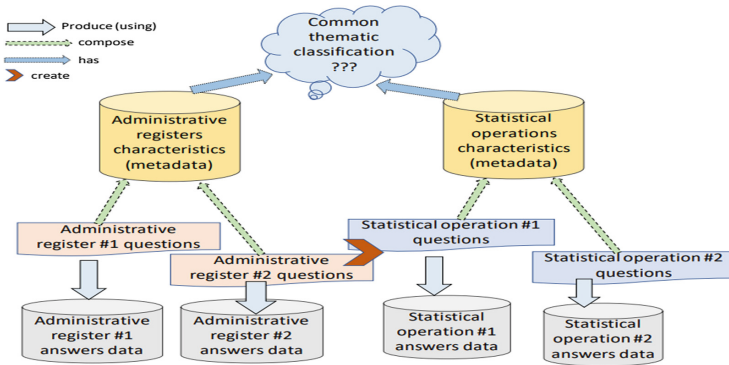 Produce (using)
compose
has
create
Common
thematic
classification
???
Administrative
registers
characteristics
(metadata)
Statistical
operations
characteristics
(metadata)
Administrative
register #1 questions
Administrative
register #2 questions
Statistical operation #1
questions
Statistical operation #2
questions
Administrative
register #1
answers data
Administrative
register #2
answers data
Statistical
operation #1
answers data
Statistical
operation #2
answers data